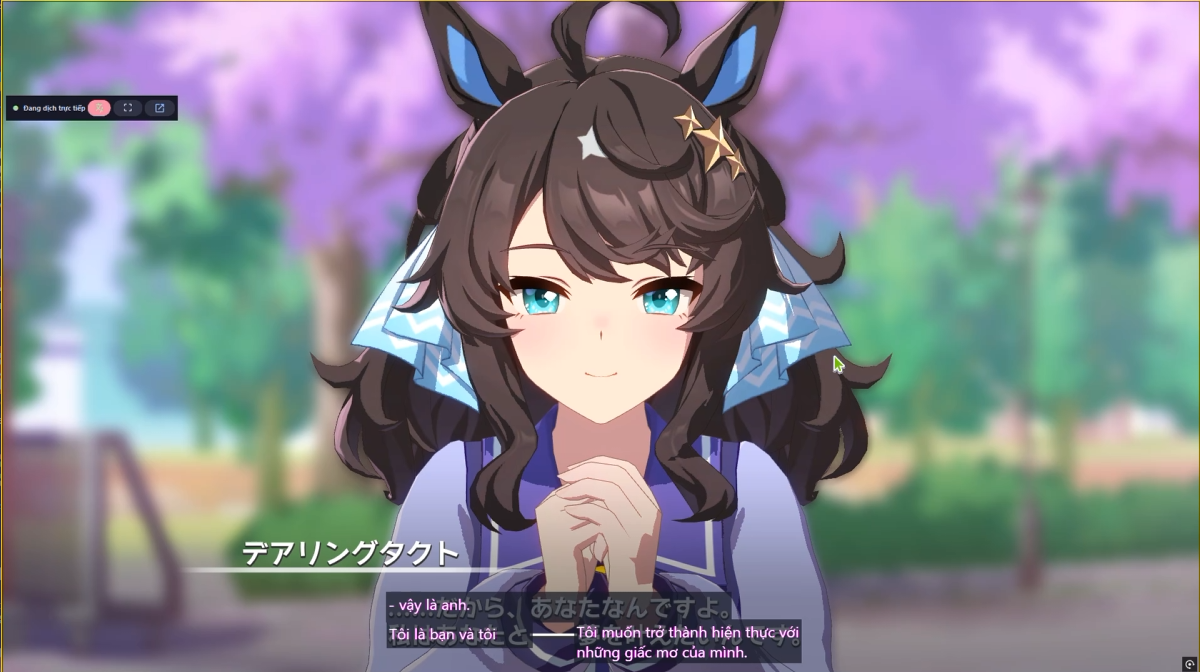 Đang dịch trực tiếp
デアリングタクト
……だから、あなたなんですよ。
- vậy là anh.
Tôi là bạn và tôi
Tôi muốn trở thành hiện thực với
những giấc mơ của mình.